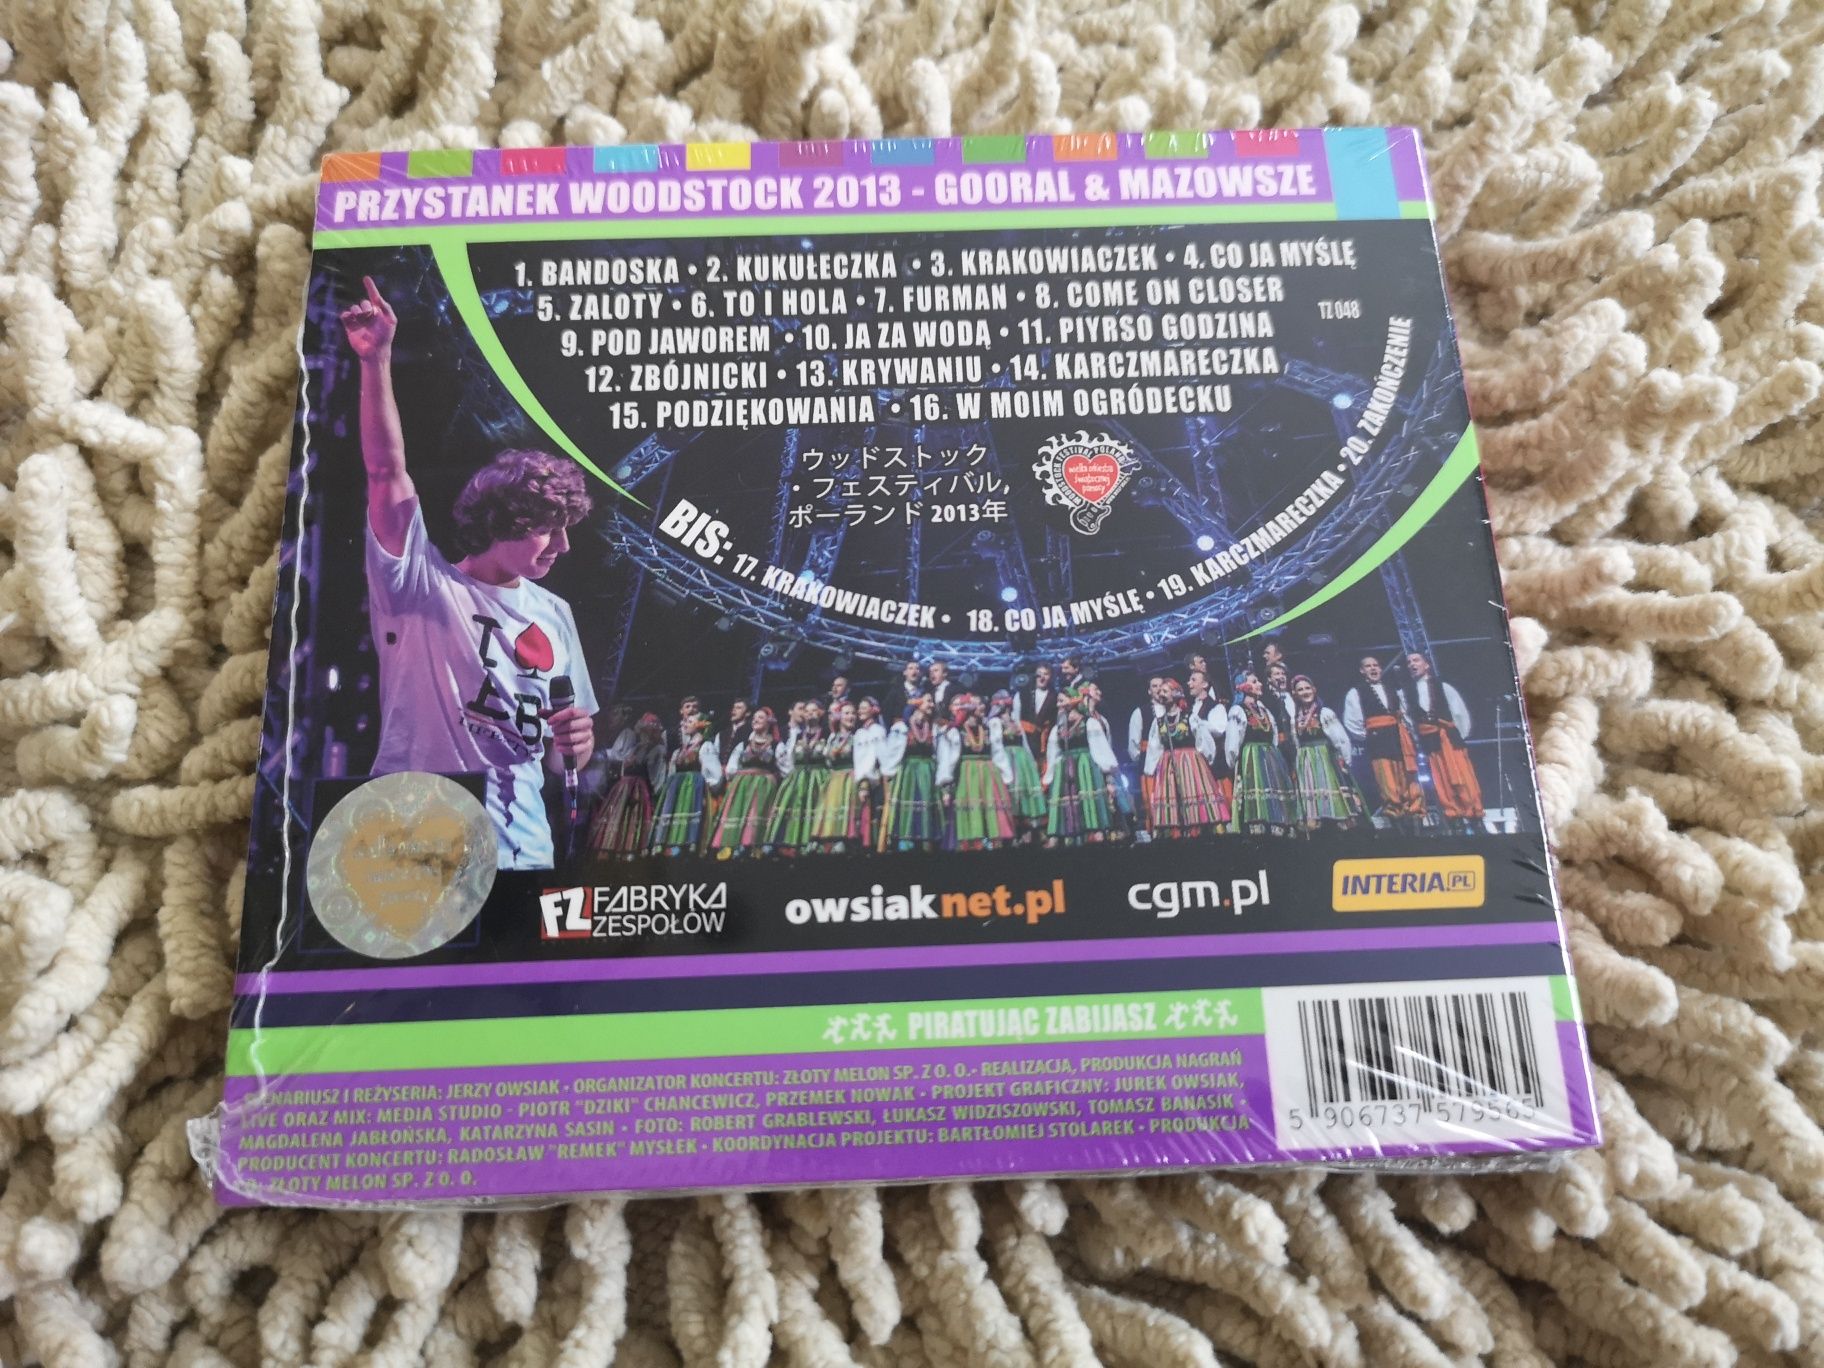 PRZYSTANEK WOODSTOCK 2013 - GOORAL & MAZOWSZE
1. BANDOSKA • 2. KUKUŁECZKA • 3. KRAKOWIACZEK • 4. CO JA MYŚLĘ
5. ZALOTY • 6. TO I HOLA • 7. FURMAN • 8. COME ON CLOSER
TZ 048
9. POD JAWOREM • 10. JA ZA WODĄ • 11. PIYRSO GODZINA
12. ZBÓJNICKI • 13. KRYWANIU • 14. KARCZMARECZKA
15. PODZIĘKOWANIA • 16. W MOIM OGRÓDECKU
ウッドストック
・フェスティバル,
ポーランド 2013年
WOODSTOCK FESTIVAL POLAND
wielka orkiestra
świątecznej
pomocy
BIS: 17. KRAKOWIACZEK • 18. CO JA MYŚLĘ • 19. KARCZMARECZKA • 20. ZAKOŃCZENIE
I
B
FZ FABRYKA
ZESPOŁÓW
owsiaknet.pl
cgm.pl
INTERIA.PL
PIRATUJĄC ZABIJASZ
I REŻYSERIA: JERZY OWSIAK • ORGANIZATOR KONCERTU: ZŁOTY MELON SP. Z O. O. • REALIZACJA, PRODUKCJA NAGRAŃ
LIVE ORAZ MIX: MEDIA STUDIO - PIOTR "DZIKI" CHANCEWICZ, PRZEMEK NOWAK • PROJEKT GRAFICZNY: JUREK OWSIAK,
MAGDALENA JABŁOŃSKA, KATARZYNA SASIN • FOTO: ROBERT GRABLEWSKI, ŁUKASZ WIDZISZOWSKI, TOMASZ BANASIK •
PRODUCENT KONCERTU: RADOSŁAW "REMEK" MYSŁEK • KOORDYNACJA PROJEKTU: BARTŁOMIEJ STOLAREK • PRODUKCJA
ZŁOTY MELON SP. Z O. O.
5 906737 579565